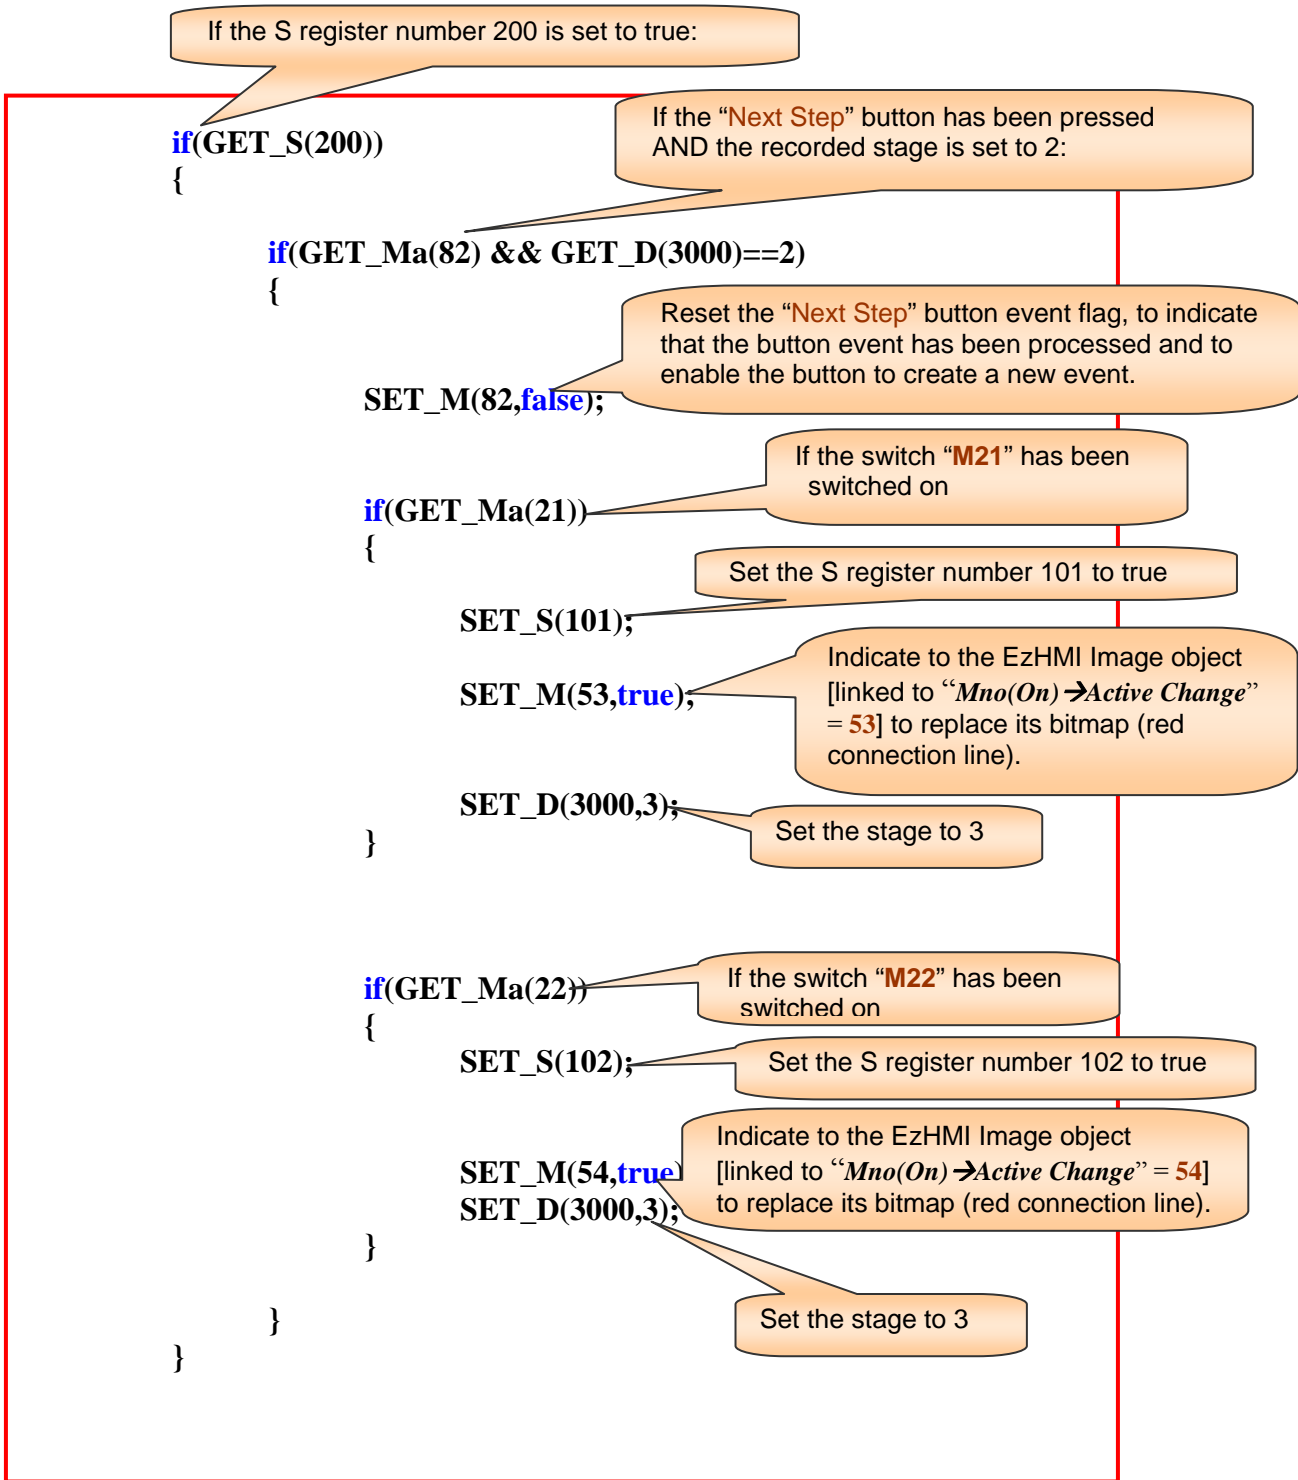 If the S register number 200 is set to true:
if(GET_S(200))
{
If the “Next Step” button has been pressed
AND the recorded stage is set to 2:
if(GET_Ma(82) && GET_D(3000)==2)
{
Reset the “Next Step” button event flag, to indicate
that the button event has been processed and to
enable the button to create a new event.
SET_M(82,false);
If the switch “M21” has been
switched on
if(GET_Ma(21))
{
Set the S register number 101 to true
SET_S(101);
Indicate to the EzHMI Image object
[linked to “Mno(On)→Active Change”
= 53] to replace its bitmap (red
connection line).
SET_M(53,true);
SET_D(3000,3);
Set the stage to 3
}
If the switch “M22” has been
switched on
if(GET_Ma(22))
{
SET_S(102);
Set the S register number 102 to true
Indicate to the EzHMI Image object
[linked to “Mno(On)→Active Change” = 54]
to replace its bitmap (red connection line).
SET_M(54,true)
SET_D(3000,3);
}
Set the stage to 3
}
}